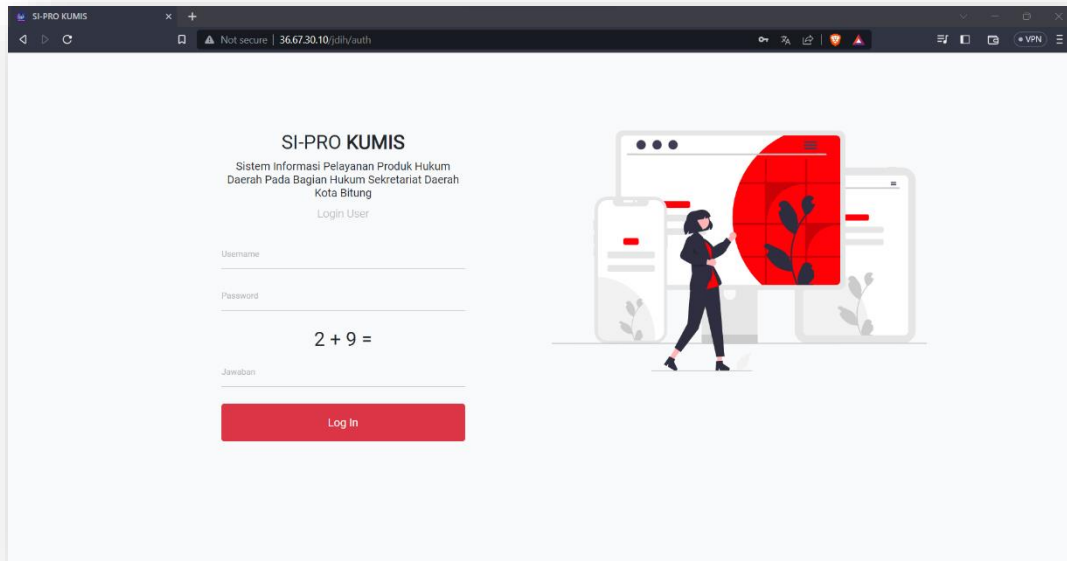 SI-PRO KUMIS
Not secure | 36.67.30.10/jdih/auth
VPN
SI-PRO KUMIS
Sistem Informasi Pelayanan Produk Hukum
Daerah Pada Bagian Hukum Sekretariat Daerah
Kota Bitung
Login User
Username
Password
2 + 9 =
Jawaban
Log In